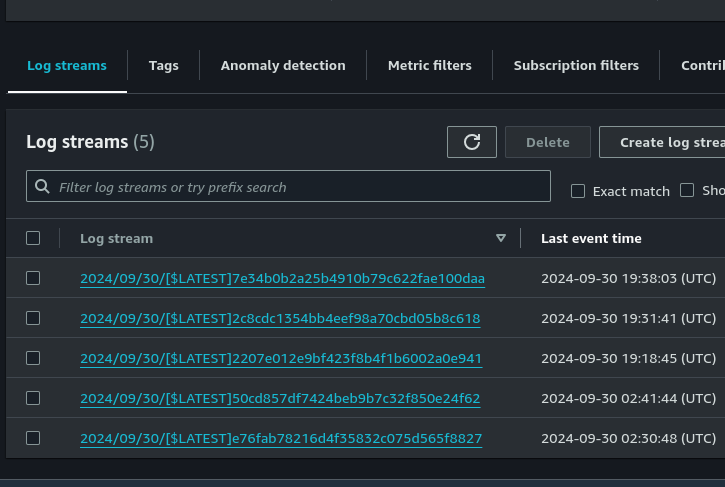 Log streams Tags Anomaly detection Metric filters Subscription filters Contri
Log streams (5) Delete Create log strea
Filter log streams or try prefix search Exact match Sho
Log stream Last event time
2024/09/30/[$LATEST]7e34b0b2a25b4910b79c622fae100daa 2024-09-30 19:38:03 (UTC)
2024/09/30/[$LATEST]2c8cdc1354bb4eef98a70cbd05b8c618 2024-09-30 19:31:41 (UTC)
2024/09/30/[$LATEST]2207e012e9bf423f8b4f1b6002a0e941 2024-09-30 19:18:45 (UTC)
2024/09/30/[$LATEST]50cd857df7424beb9b7c32f850e24f62 2024-09-30 02:41:44 (UTC)
2024/09/30/[$LATEST]e76fab78216d4f35832c075d565f8827 2024-09-30 02:30:48 (UTC)